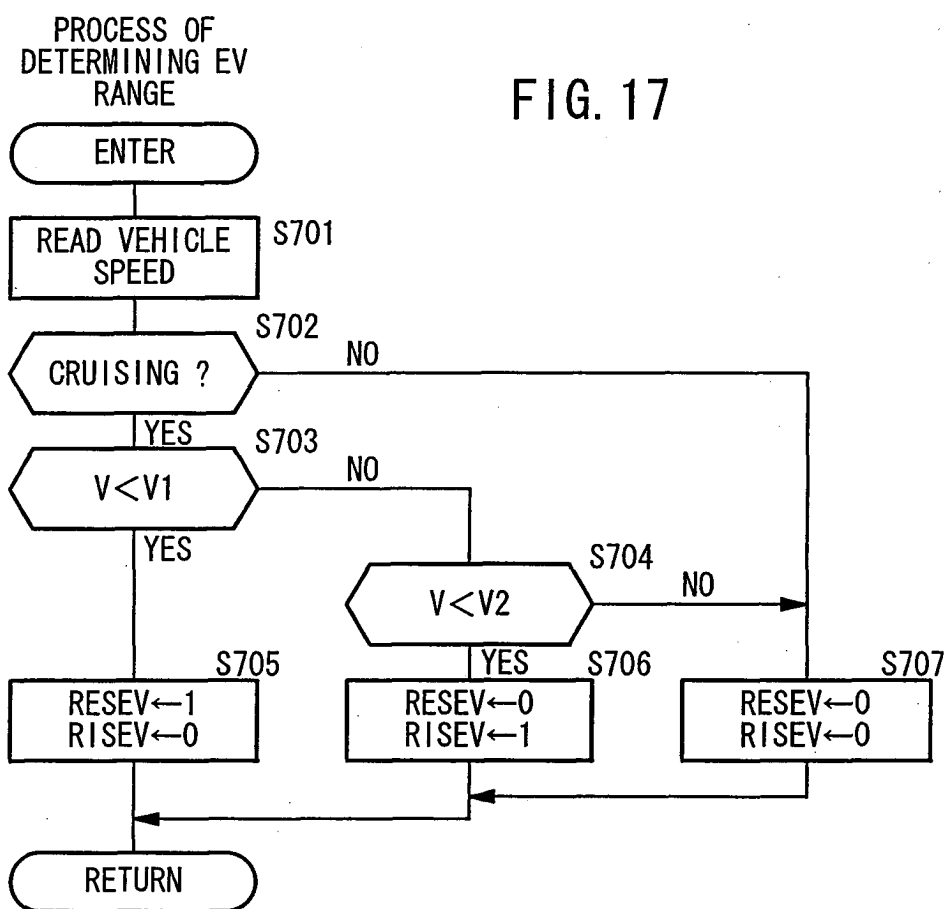 PROCESS OF
DETERMINING EV
RANGE
FIG. 17
ENTER
READ VEHICLE
SPEED
S701
S702
CRUISING ?
NO
YES
S703
V<V1
NO
YES
S704
V<V2
NO
YES
S705
RESEV←1
RISEV←0
S706
RESEV←0
RISEV←1
S707
RESEV←0
RISEV←0
RETURN